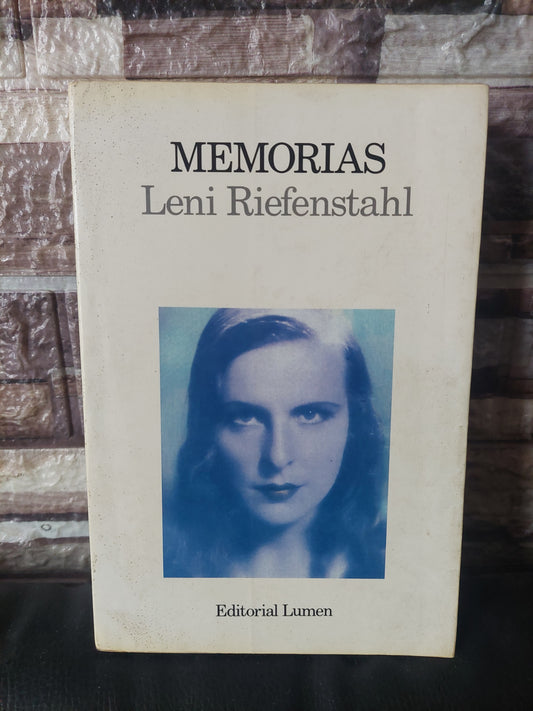 MEMORIAS
Leni Riefenstahl
Editorial Lumen